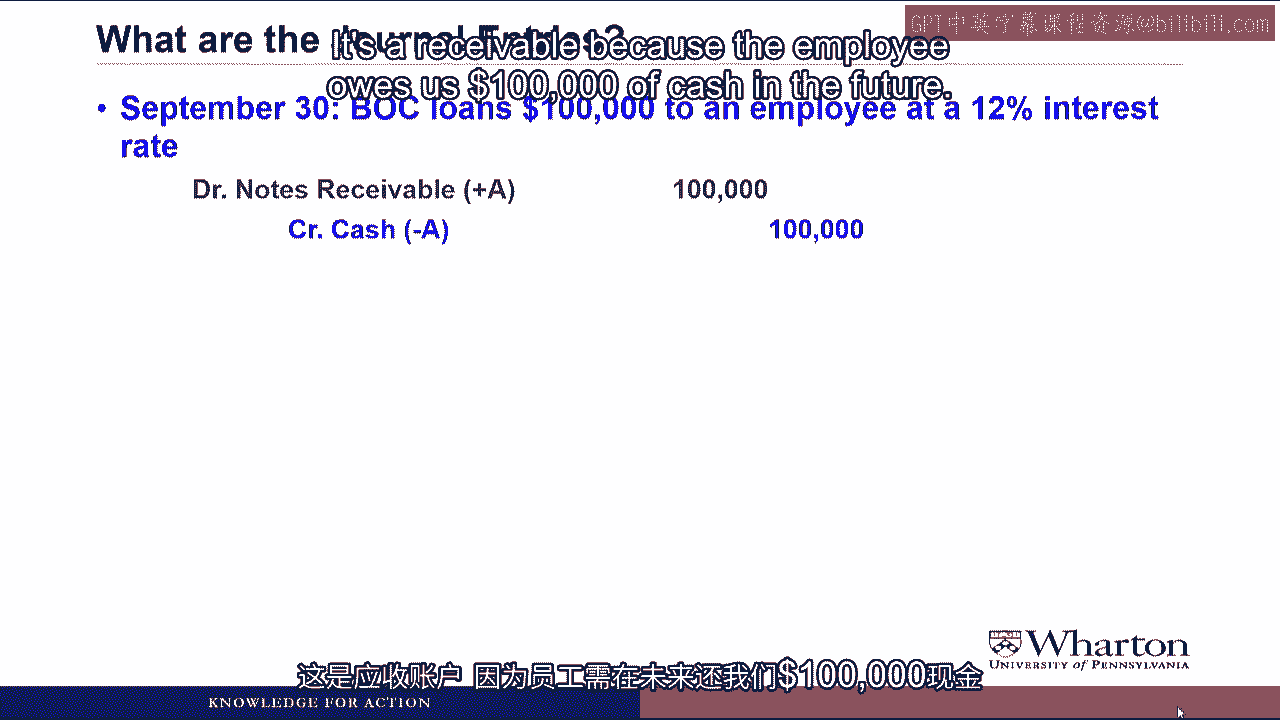 GPT中英字幕课程资源@bilibili.com
What are the Journal Entries?
It's a receivable because the employee
owes us $100,000 of cash in the future.
• September 30: BOC loans $100,000 to an employee at a 12% interest
rate
Dr. Notes Receivable (+A) 100,000
Cr. Cash (-A) 100,000
Wharton
UNIVERSITY of PENNSYLVANIA
这是应收账户 因为员工需在未来还我们$100,000现金
KNOWLEDGE FOR ACTION